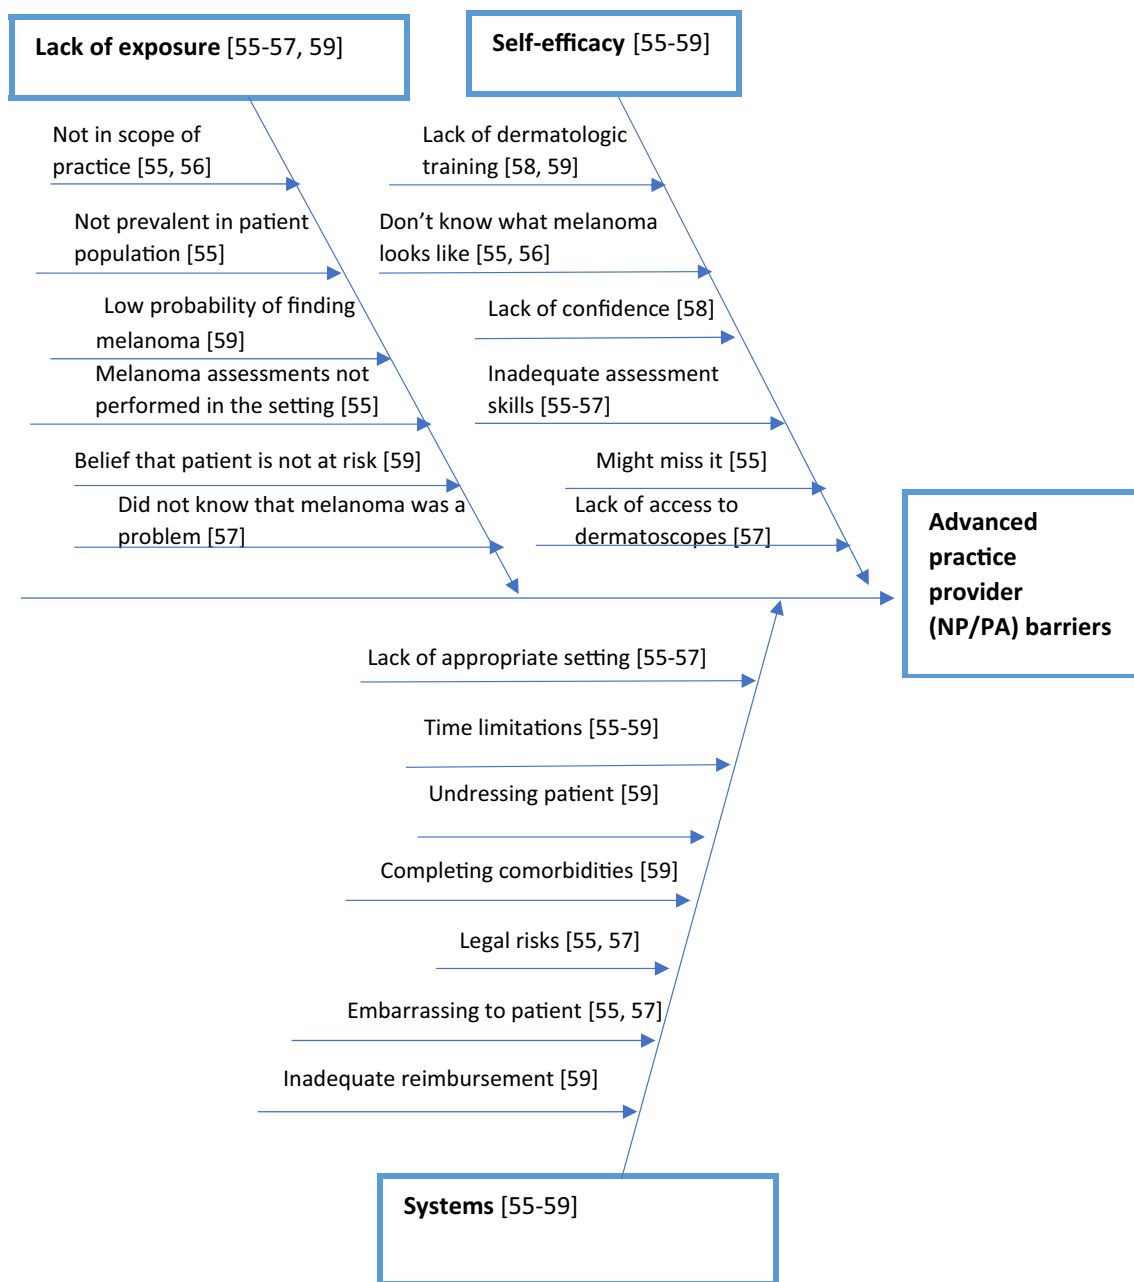 Lack of exposure [55-57, 59]
Not in scope of
practice [55, 56]
Not prevalent in patient
population [55]
Low probability of finding
melanoma [59]
Melanoma assessments not
performed in the setting [55]
Belief that patient is not at risk [59]
Did not know that melanoma was a
problem [57]
Self-efficacy [55-59]
Lack of dermatologic
training [58, 59]
Don’t know what melanoma
looks like [55, 56]
Lack of confidence [58]
Inadequate assessment
skills [55-57]
Might miss it [55]
Lack of access to
dermatoscopes [57]
Advanced
practice
provider
(NP/PA) barriers
Lack of appropriate setting [55-57]
Time limitations [55-59]
Undressing patient [59]
Completing comorbidities [59]
Legal risks [55, 57]
Embarrassing to patient [55, 57]
Inadequate reimbursement [59]
Systems [55-59]